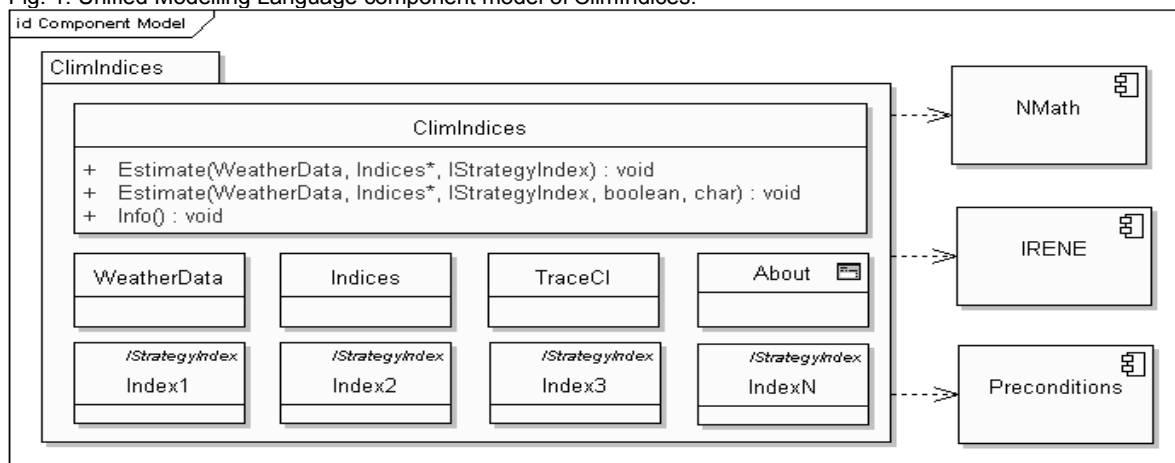 Fig. 1. Unified Modelling Language component model of ClimIndices.
id Component Model
ClimIndices
ClimIndices
+ Estimate(WeatherData, Indices*, IStrategyIndex) : void
+ Estimate(WeatherData, Indices*, IStrategyIndex, boolean, char) : void
+ Info() : void
WeatherData
Indices
TraceCI
About
IStrategyIndex
Index1
IStrategyIndex
Index2
IStrategyIndex
Index3
IStrategyIndex
IndexN
NMath
IRENE
Preconditions